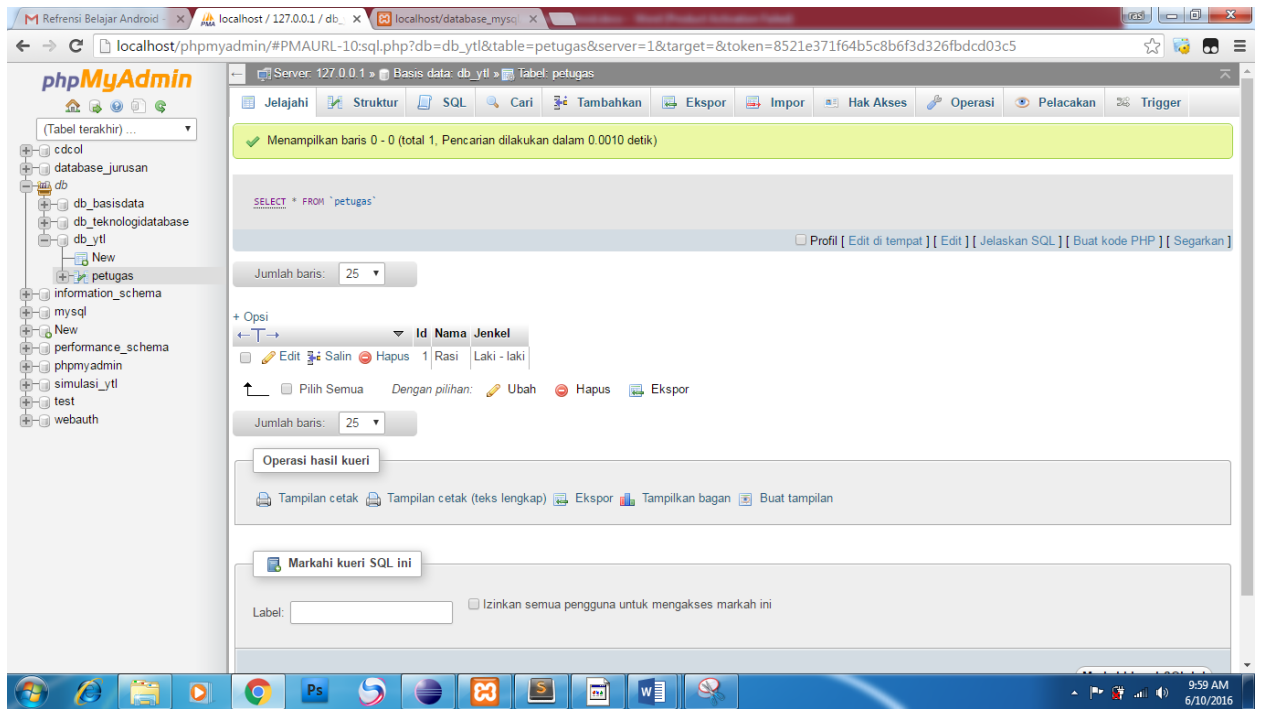 Refrensi Belajar Android -
localhost / 127.0.0.1 / db_
localhost/database_mysq
rasi
localhost/phpmyadmin/#PMAURL-10:sql.php?db=db_ytl&table=petugas&server=1&target=&token=8521e371f64b5c8b6f3d326fbdcd03c5
phpMyAdmin
(Tabel terakhir) ...
cdcol
database_jurusan
db
db_basisdata
db_teknologidatabase
db_ytl
New
petugas
information_schema
mysql
New
performance_schema
phpmyadmin
simulasi_ytl
test
webauth
Server: 127.0.0.1 » Basis data: db_ytl » Tabel: petugas
Jelajahi Struktur SQL Cari Tambahkan Ekspor Impor Hak Akses Operasi Pelacakan Trigger
Menampilkan baris 0 - 0 (total 1, Pencarian dilakukan dalam 0.0010 detik)
SELECT * FROM `petugas`
Profil [ Edit di tempat ] [ Edit ] [ Jelaskan SQL ] [ Buat kode PHP ] [ Segarkan ]
Jumlah baris: 25
+ Opsi
←T→ Id Nama Jenkel
Edit Salin Hapus 1 Rasi Laki - laki
Pilih Semua Dengan pilihan: Ubah Hapus Ekspor
Jumlah baris: 25
Operasi hasil kueri
Tampilan cetak Tampilan cetak (teks lengkap) Ekspor Tampilkan bagan Buat tampilan
Markahi kueri SQL ini
Label: Izinkan semua pengguna untuk mengakses markah ini
Ps
S
W
9:59 AM
6/10/2016